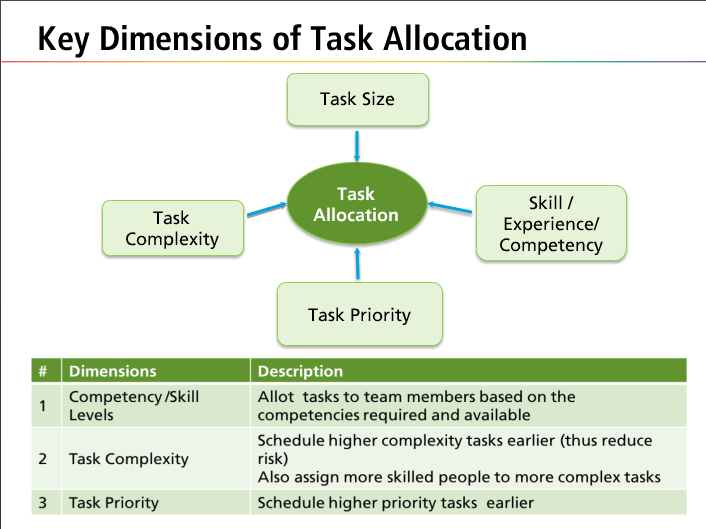 Key Dimensions of Task Allocation
Task Size
Task
Allocation
Task
Complexity
Skill /
Experience/
Competency
Task Priority
# Dimensions Description
1 Competency/Skill Levels Allot tasks to team members based on the
competencies required and available
2 Task Complexity Schedule higher complexity tasks earlier (thus reduce
risk)
Also assign more skilled people to more complex tasks
3 Task Priority Schedule higher priority tasks earlier